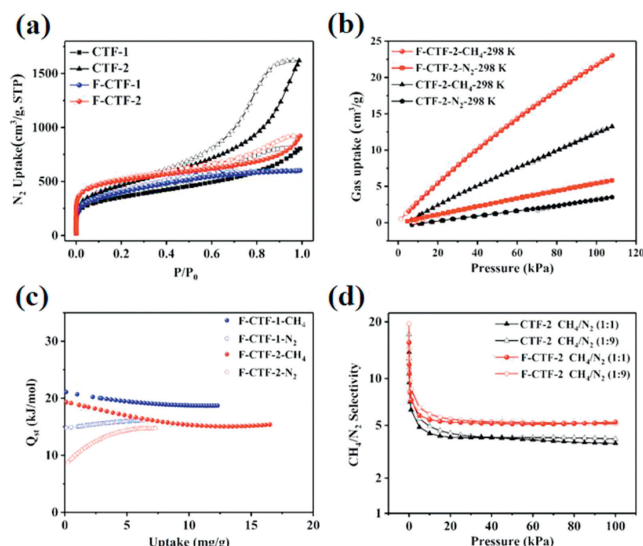 (a)
CTF-1
CTF-2
F-CTF-1
F-CTF-2
N₂ Uptake(cm³/g, STP)
1500
1000
750
500
250
0
0.0 0.2 0.4 0.6 0.8 1.0
P/P₀
(b)
F-CTF-2-CH₄-298 K
F-CTF-2-N₂-298 K
CTF-2-CH₄-298 K
CTF-2-N₂-298 K
Gas uptake (cm³/g)
25
20
15
10
5
0
0 20 40 60 80 100 120
Pressure (kPa)
(c)
F-CTF-1-CH₄
F-CTF-1-N₂
F-CTF-2-CH₄
F-CTF-2-N₂
Qst (kJ/mol)
40
30
20
10
0
0 5 10 15 20
Uptake (mg/g)
(d)
CTF-2 CH₄/N₂ (1:1)
CTF-2 CH₄/N₂ (1:9)
F-CTF-2 CH₄/N₂ (1:1)
F-CTF-2 CH₄/N₂ (1:9)
CH₄/N₂ Selectivity
20
10
5
2
1
0 20 40 60 80 100
Pressure (kPa)